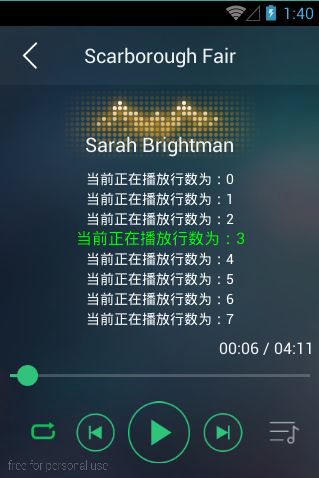 1:40
Scarborough Fair
Sarah Brightman
当前正在播放行数为：0
当前正在播放行数为：1
当前正在播放行数为：2
当前正在播放行数为：3
当前正在播放行数为：4
当前正在播放行数为：5
当前正在播放行数为：6
当前正在播放行数为：7
00:06 / 04:11
free for personal use